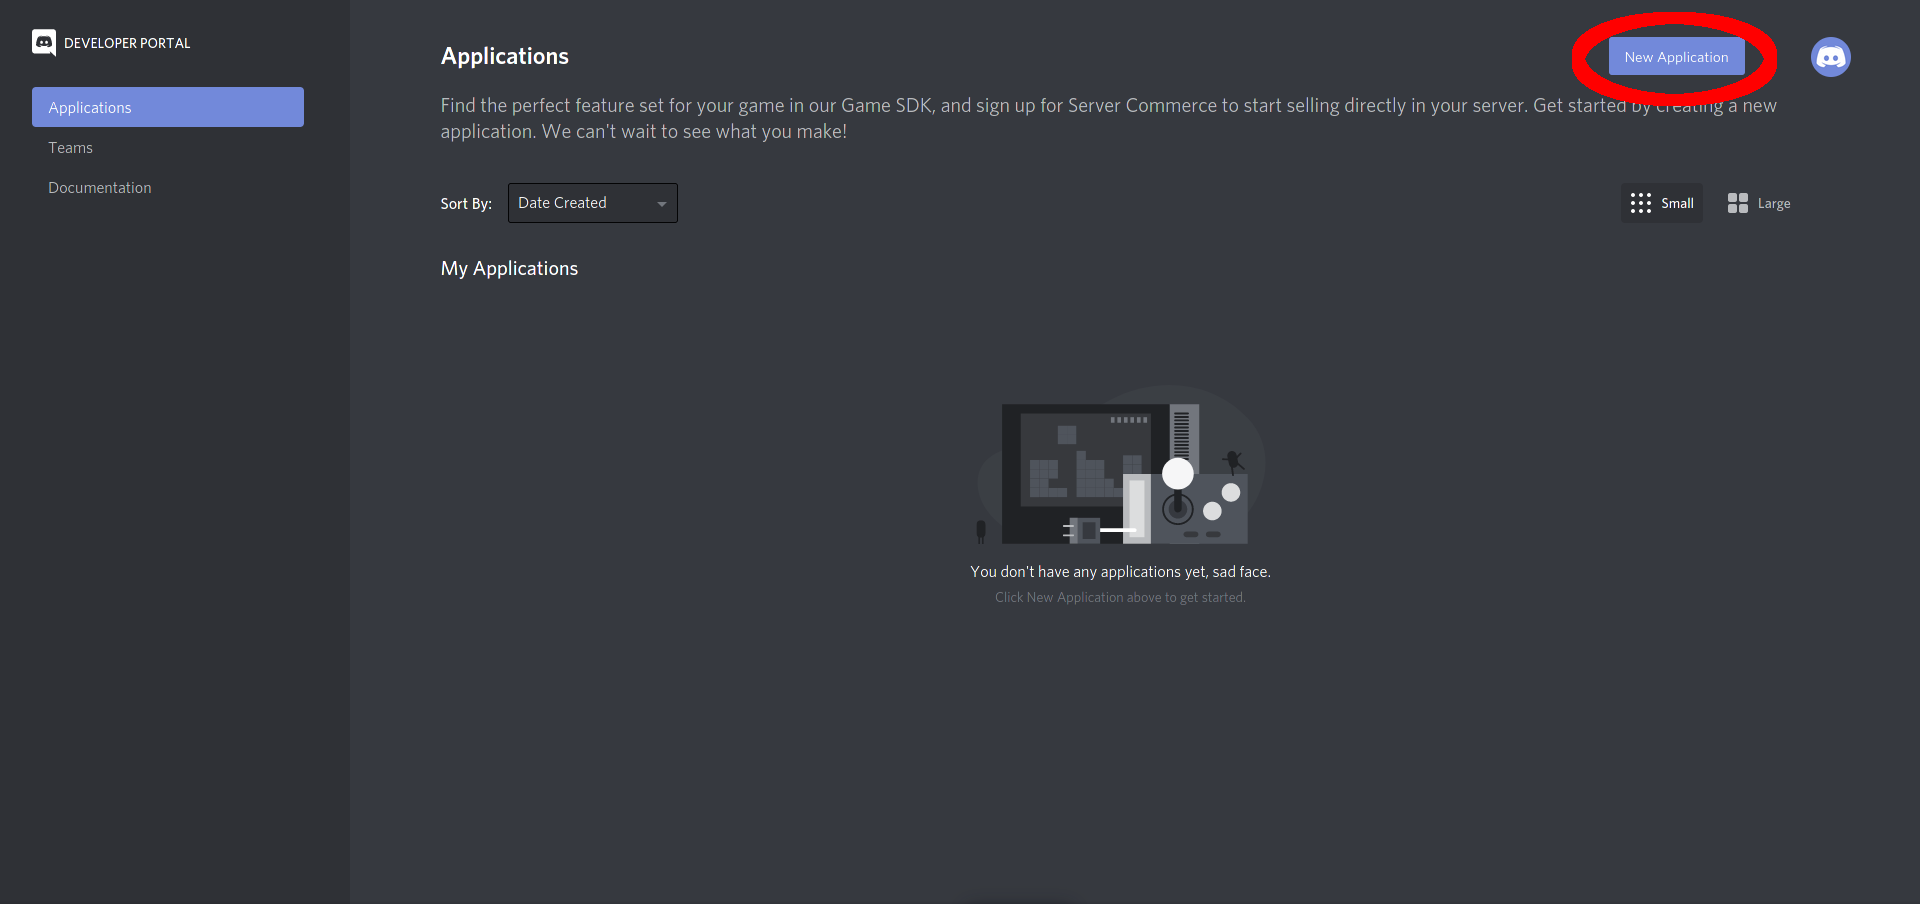 DEVELOPER PORTAL
Applications
Teams
Documentation
Applications
New Application
Find the perfect feature set for your game in our Game SDK, and sign up for Server Commerce to start selling directly in your server. Get started by creating a new
application. We can't wait to see what you make!
Sort By:
Date Created
Small
Large
My Applications
You don't have any applications yet, sad face.
Click New Application above to get started.